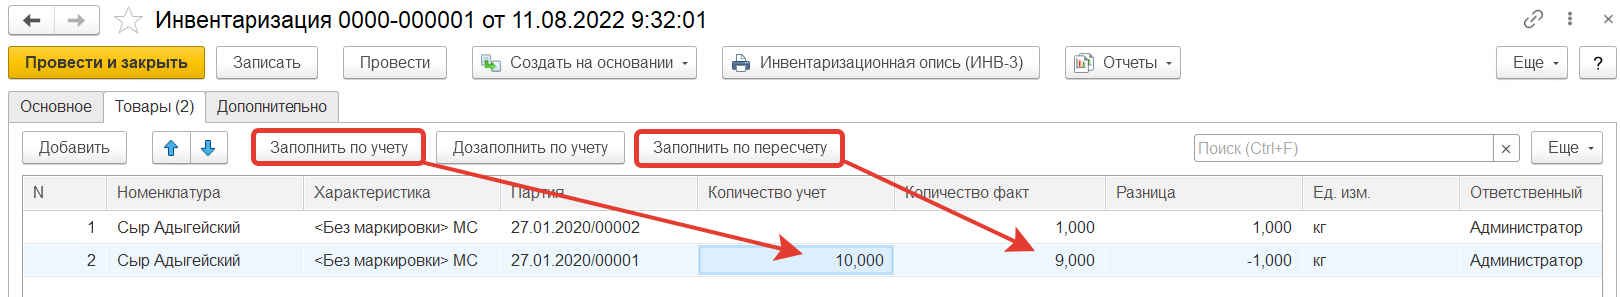 Инвентаризация 0000-000001 от 11.08.2022 9:32:01
Провести и закрыть Записать Провести Создать на основании Инвентаризационная опись (ИНВ-3) Отчеты Еще ?
Основное Товары (2) Дополнительно
Добавить Заполнить по учету Дозаполнить по учету Заполнить по пересчету Поиск (Ctrl+F) × Еще
N Номенклатура Характеристика Партия Количество учет Количество факт Разница Ед. изм. Ответственный
1 Сыр Адыгейский <Без маркировки> МС 27.01.2020/00002 1,000 1,000 кг Администратор
2 Сыр Адыгейский <Без маркировки> МС 27.01.2020/00001 10,000 9,000 -1,000 кг Администратор